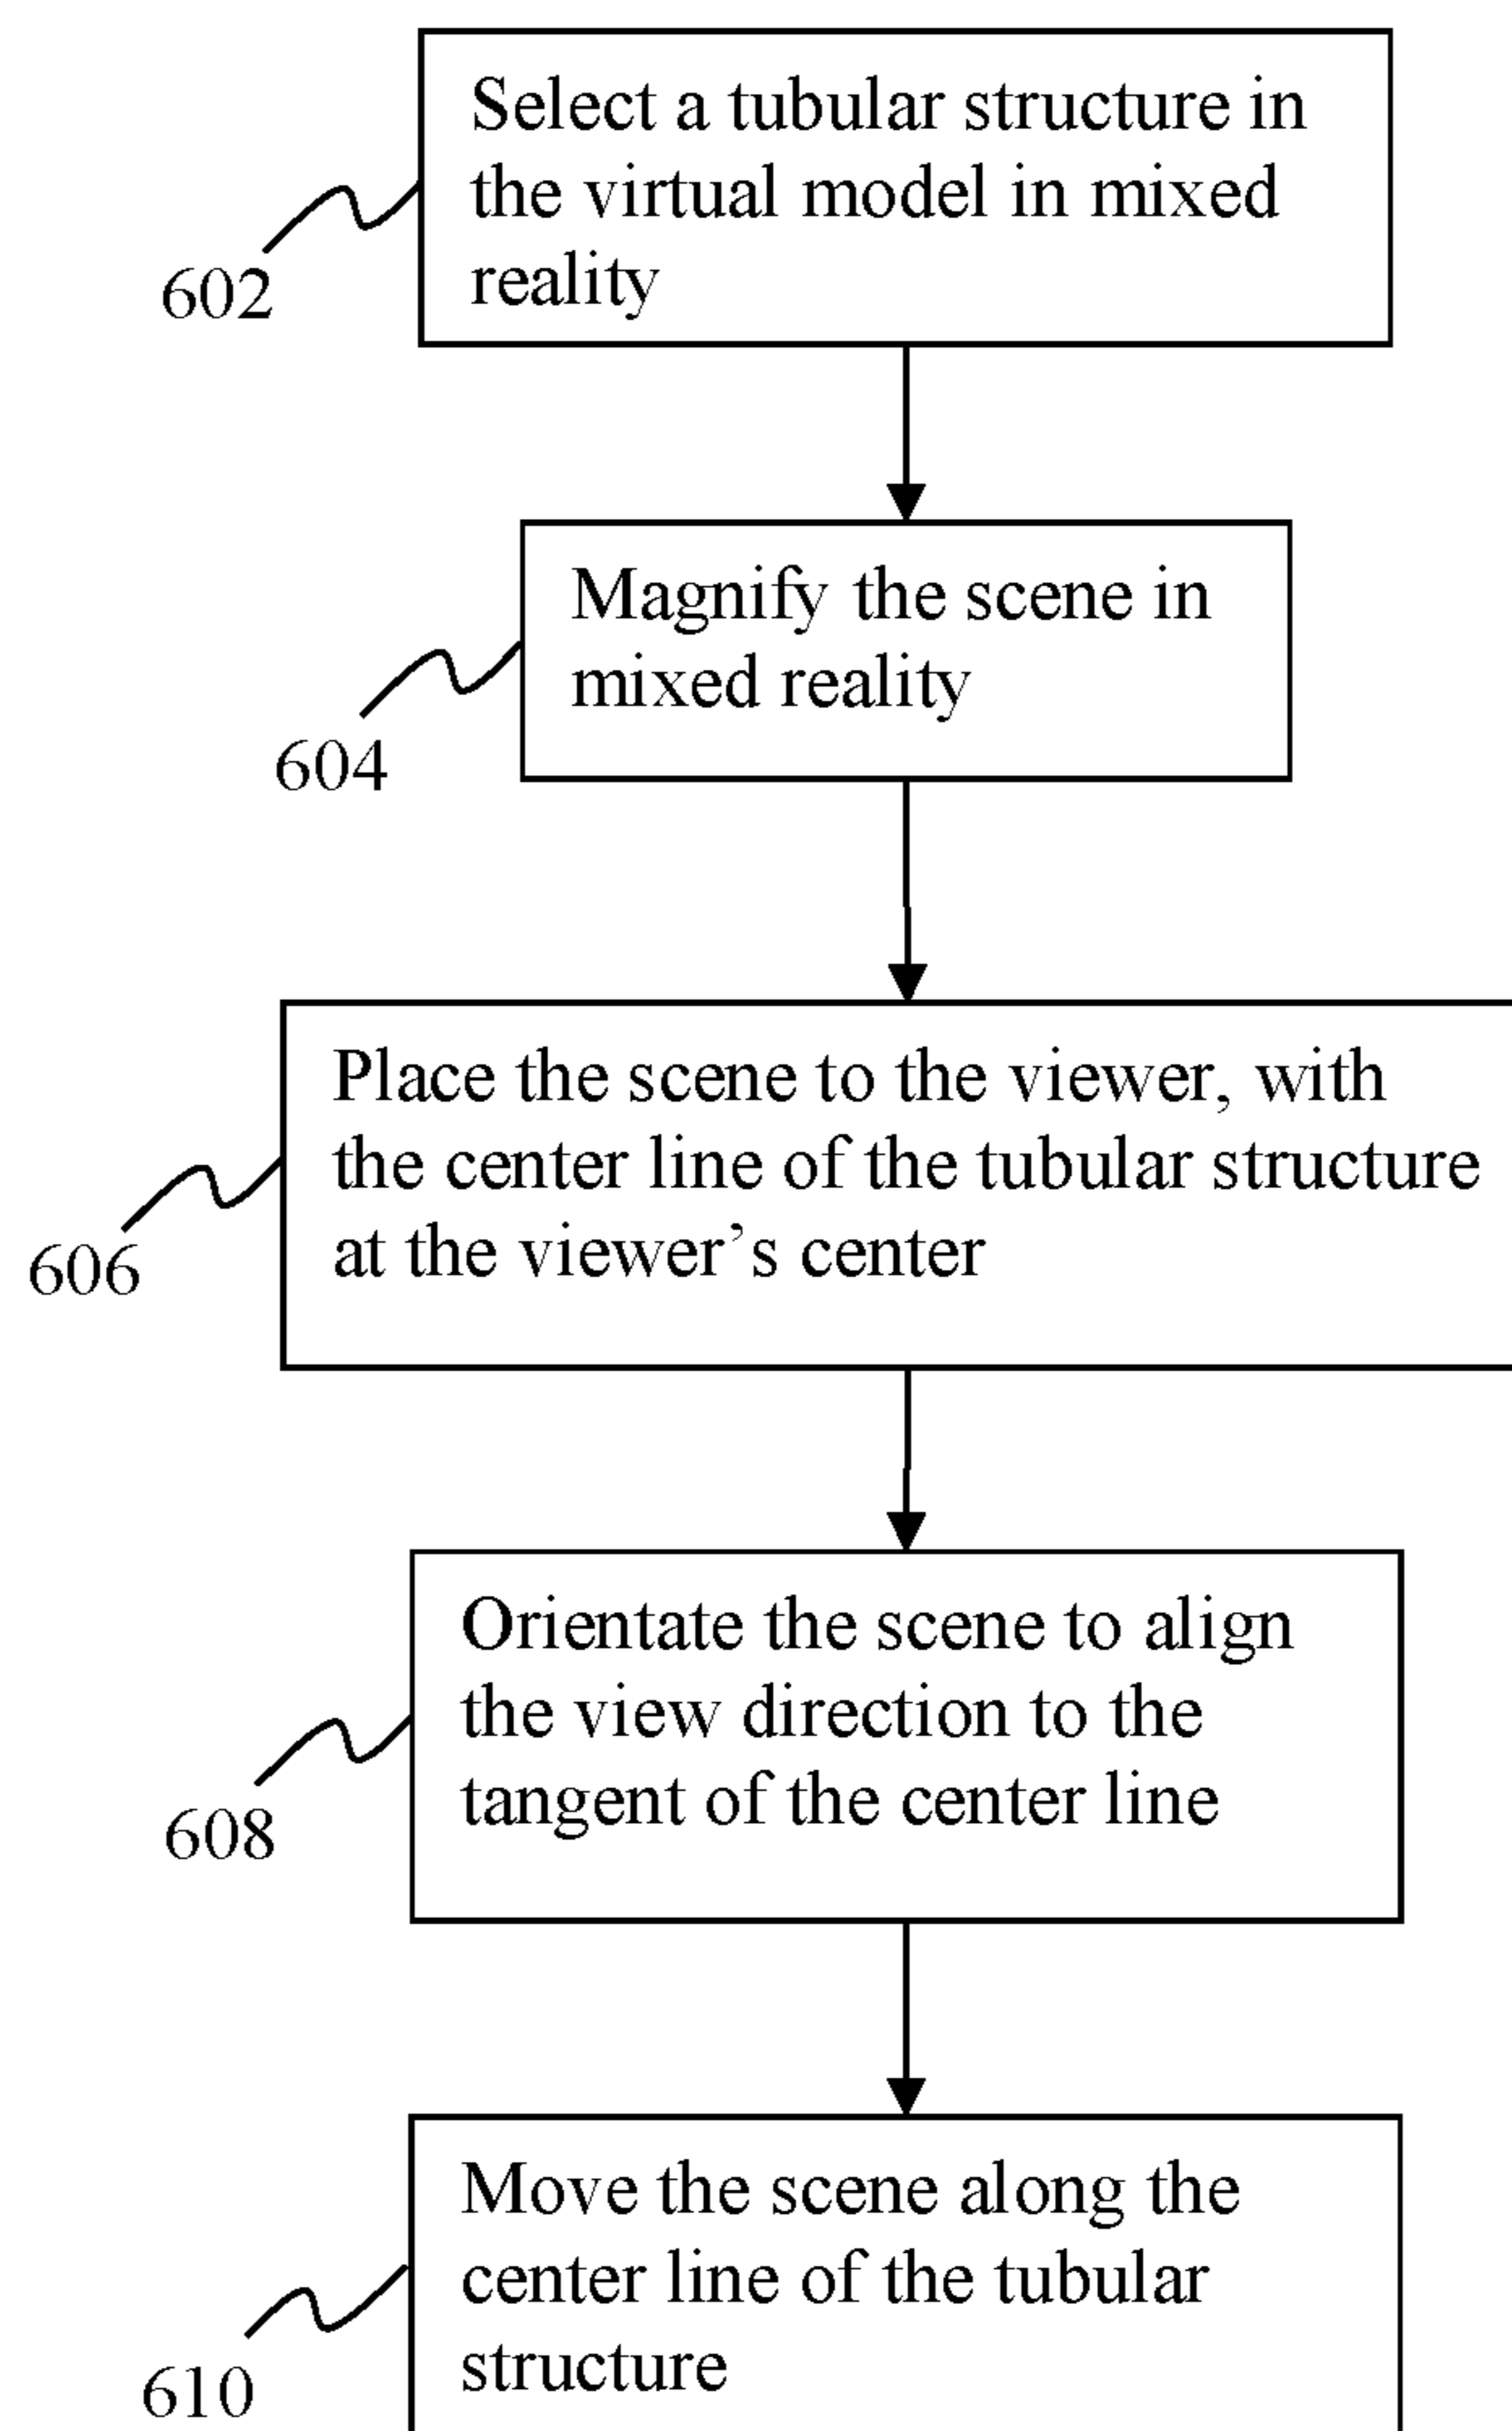 Select a tubular structure in
the virtual model in mixed
reality
602
Magnify the scene in
mixed reality
604
Place the scene to the viewer, with
the center line of the tubular structure
at the viewer’s center
606
Orientate the scene to align
the view direction to the
tangent of the center line
608
Move the scene along the
center line of the tubular
structure
610